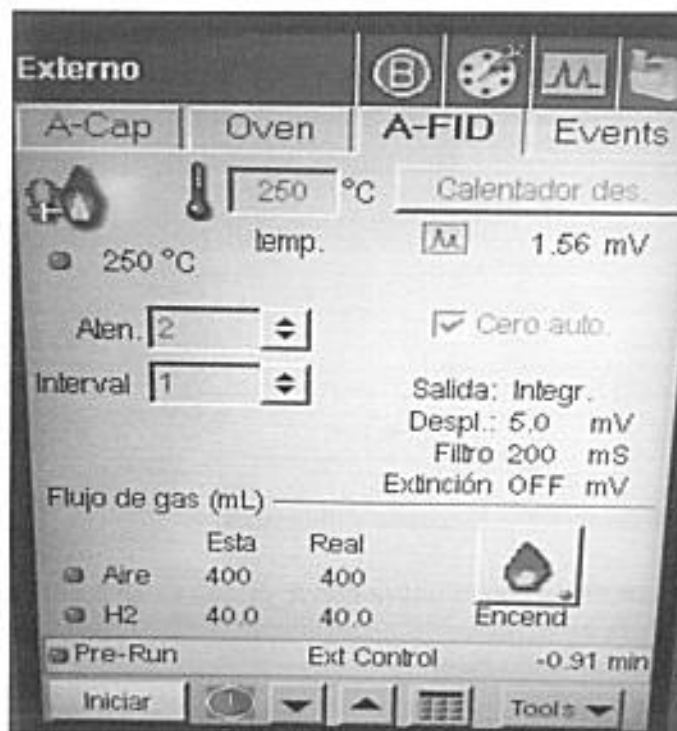 Externo B
A-Cap Oven A-FID Events
250 °C Calentador des.
temp. 1.56 mV
250 °C
Aten. 2 Cero auto.
Interval 1 Salida: Integr.
Despl.: 5.0 mV
Filtro 200 mS
Extinción OFF mV
Flujo de gas (mL)
Esta Real
Aire 400 400
H2 40.0 40.0 Encend
Pre-Run Ext Control -0.91 min
Iniciar Tools